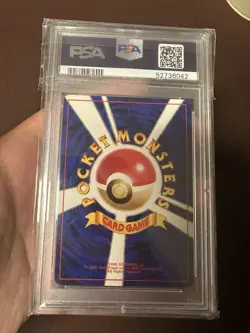 PSA
PSA
52736042
POCKET MONSTERS
CARD GAME